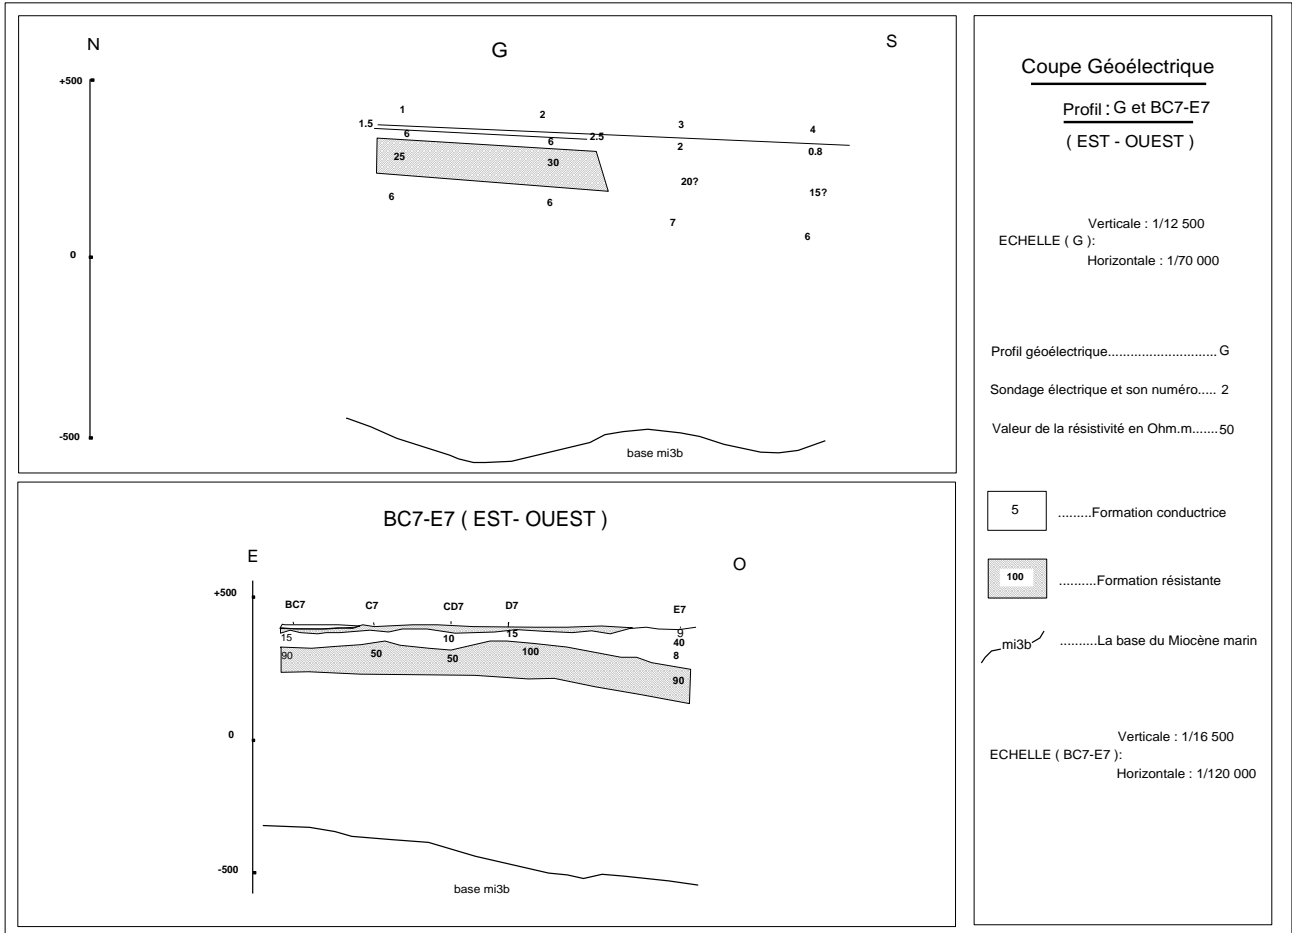 N
G
S
+500
0
-500
1
2
3
4
1.5
6
6
2.5
2
0.8
25
30
20?
15?
6
6
7
6
base mi3b
BC7-E7 ( EST- OUEST )
E
O
+500
0
-500
BC7
C7
CD7
D7
E7
15
10
15
9
40
90
50
50
100
8
90
base mi3b
Coupe Géoélectrique
Profil : G et BC7-E7
( EST - OUEST )
Verticale : 1/12 500
ECHELLE ( G ):
Horizontale : 1/70 000
Profil géoélectrique............................ G
Sondage électrique et son numéro..... 2
Valeur de la résistivité en Ohm.m.......50
5 .........Formation conductrice
100 ..........Formation résistante
mi3b ..........La base du Miocène marin
Verticale : 1/16 500
ECHELLE ( BC7-E7 ):
Horizontale : 1/120 000